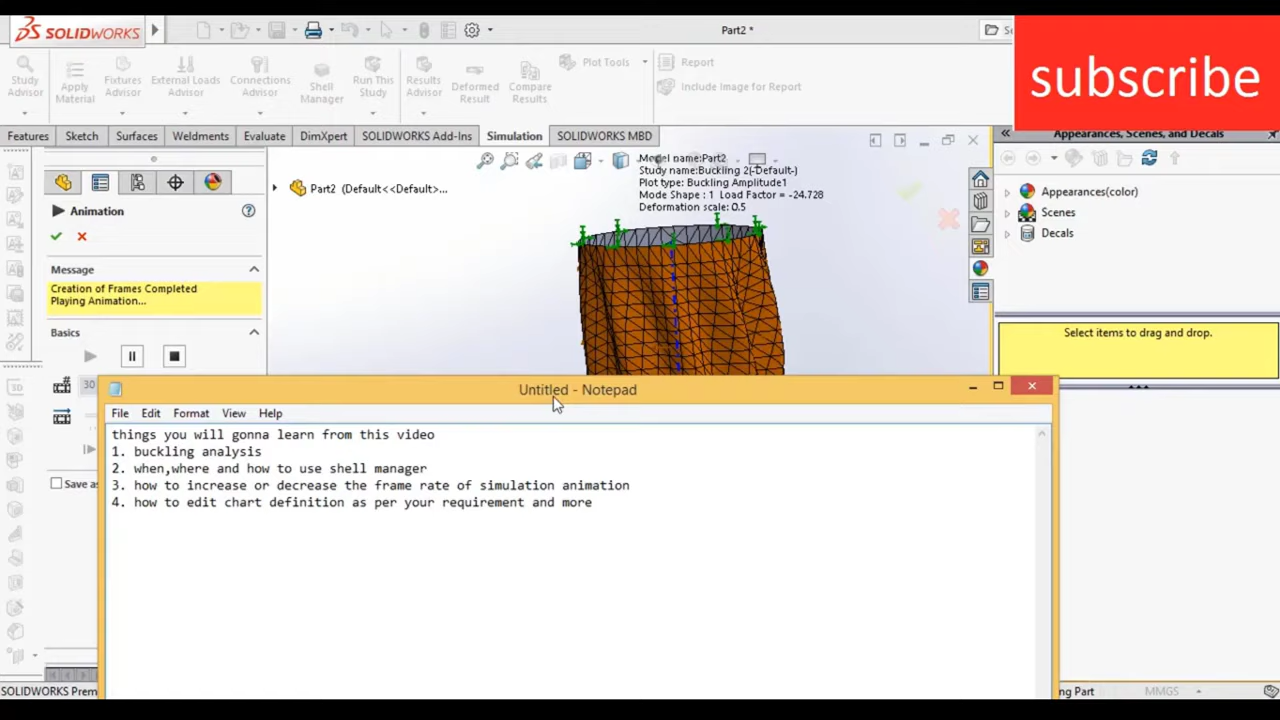 SOLIDWORKS
Part2 *
subscribe
Study Advisor
Apply Material
Fixtures Advisor
External Loads Advisor
Connections Advisor
Shell Manager
Run This Study
Results Advisor
Deformed Result
Compare Results
Plot Tools
Report
Include Image for Report
Features
Sketch
Surfaces
Weldments
Evaluate
DimXpert
SOLIDWORKS Add-Ins
Simulation
SOLIDWORKS MBD
Appearances, Scenes, and Decals
Part2 (Default<<Default>...
Model name:Part2
Study name:Buckling 2(-Default-)
Plot type: Buckling Amplitude1
Mode Shape : 1 Load Factor = -24.728
Deformation scale: 0.5
Appearances(color)
Scenes
Decals
Animation
Message
Creation of Frames Completed
Playing Animation...
Basics
30
Save as
Select items to drag and drop.
Untitled - Notepad
File Edit Format View Help
things you will gonna learn from this video
1. buckling analysis
2. when,where and how to use shell manager
3. how to increase or decrease the frame rate of simulation animation
4. how to edit chart definition as per your requirement and more
SOLIDWORKS Prem
ng Part
MMGS